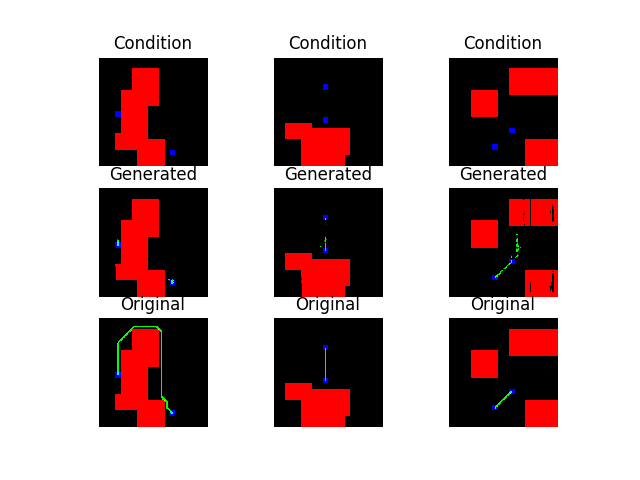 Condition Condition Condition
Generated Generated Generated
Original Original Original